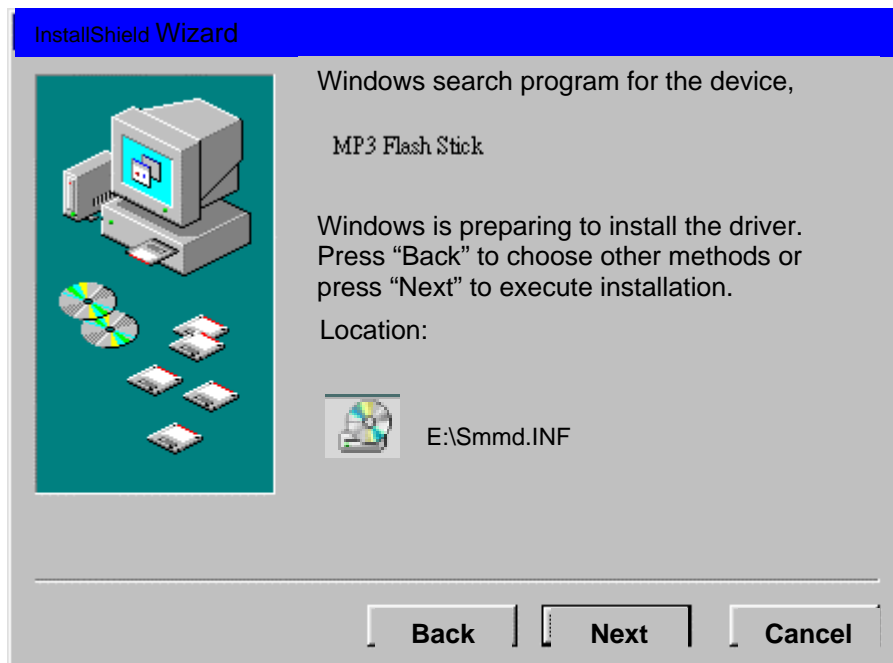 InstallShield Wizard
Windows search program for the device,
MP3 Flash Stick
Windows is preparing to install the driver.
Press “Back” to choose other methods or
press “Next” to execute installation.
Location:
E:\Smmd.INF
Back Next Cancel